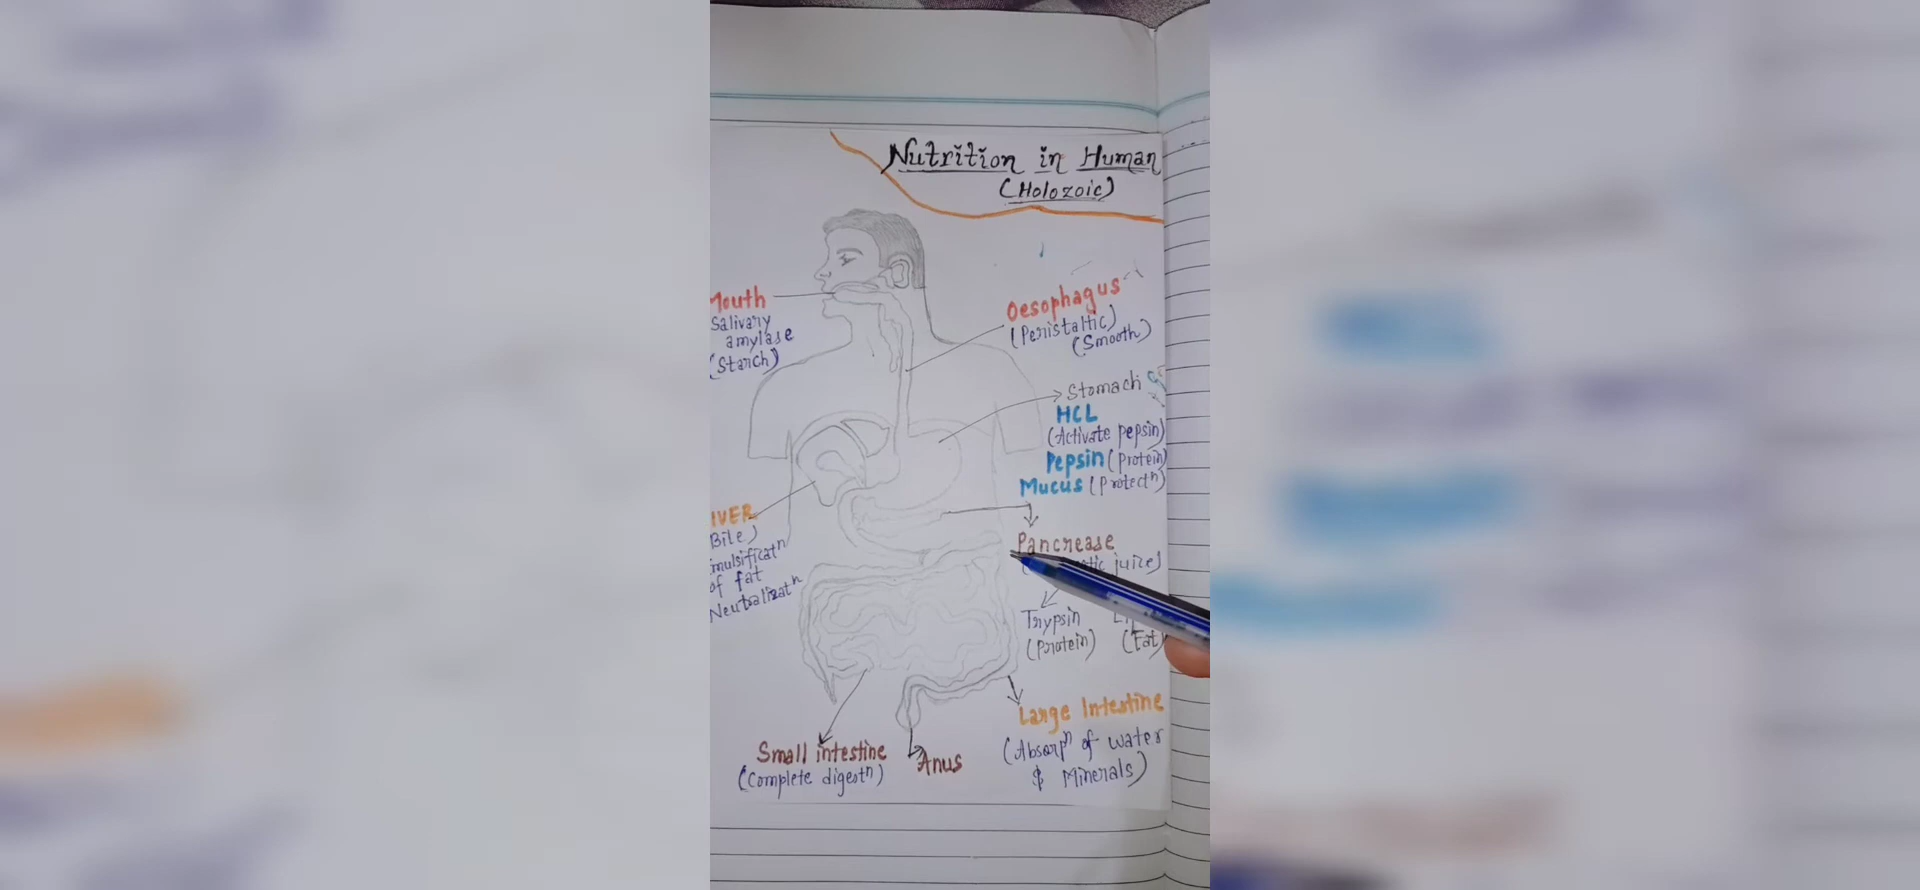 Nutrition in Human
(Holozoic)
Mouth
Salivary
amylase
(Starch)
Oesophagus
(Peristaltic)
(Smooth)
Stomach
HCL
(Activate pepsin)
Pepsin (Protein)
Mucus (Protectn)
IVER
Bile)
mulsificatn
of fat
Neutralizatn
Pancrease
tic juice)
Trypsin
(Protein)
(Fat)
Large Intestine
(Absorpn of water
$ Minerals)
Small intestine
(Complete digestn)
Anus